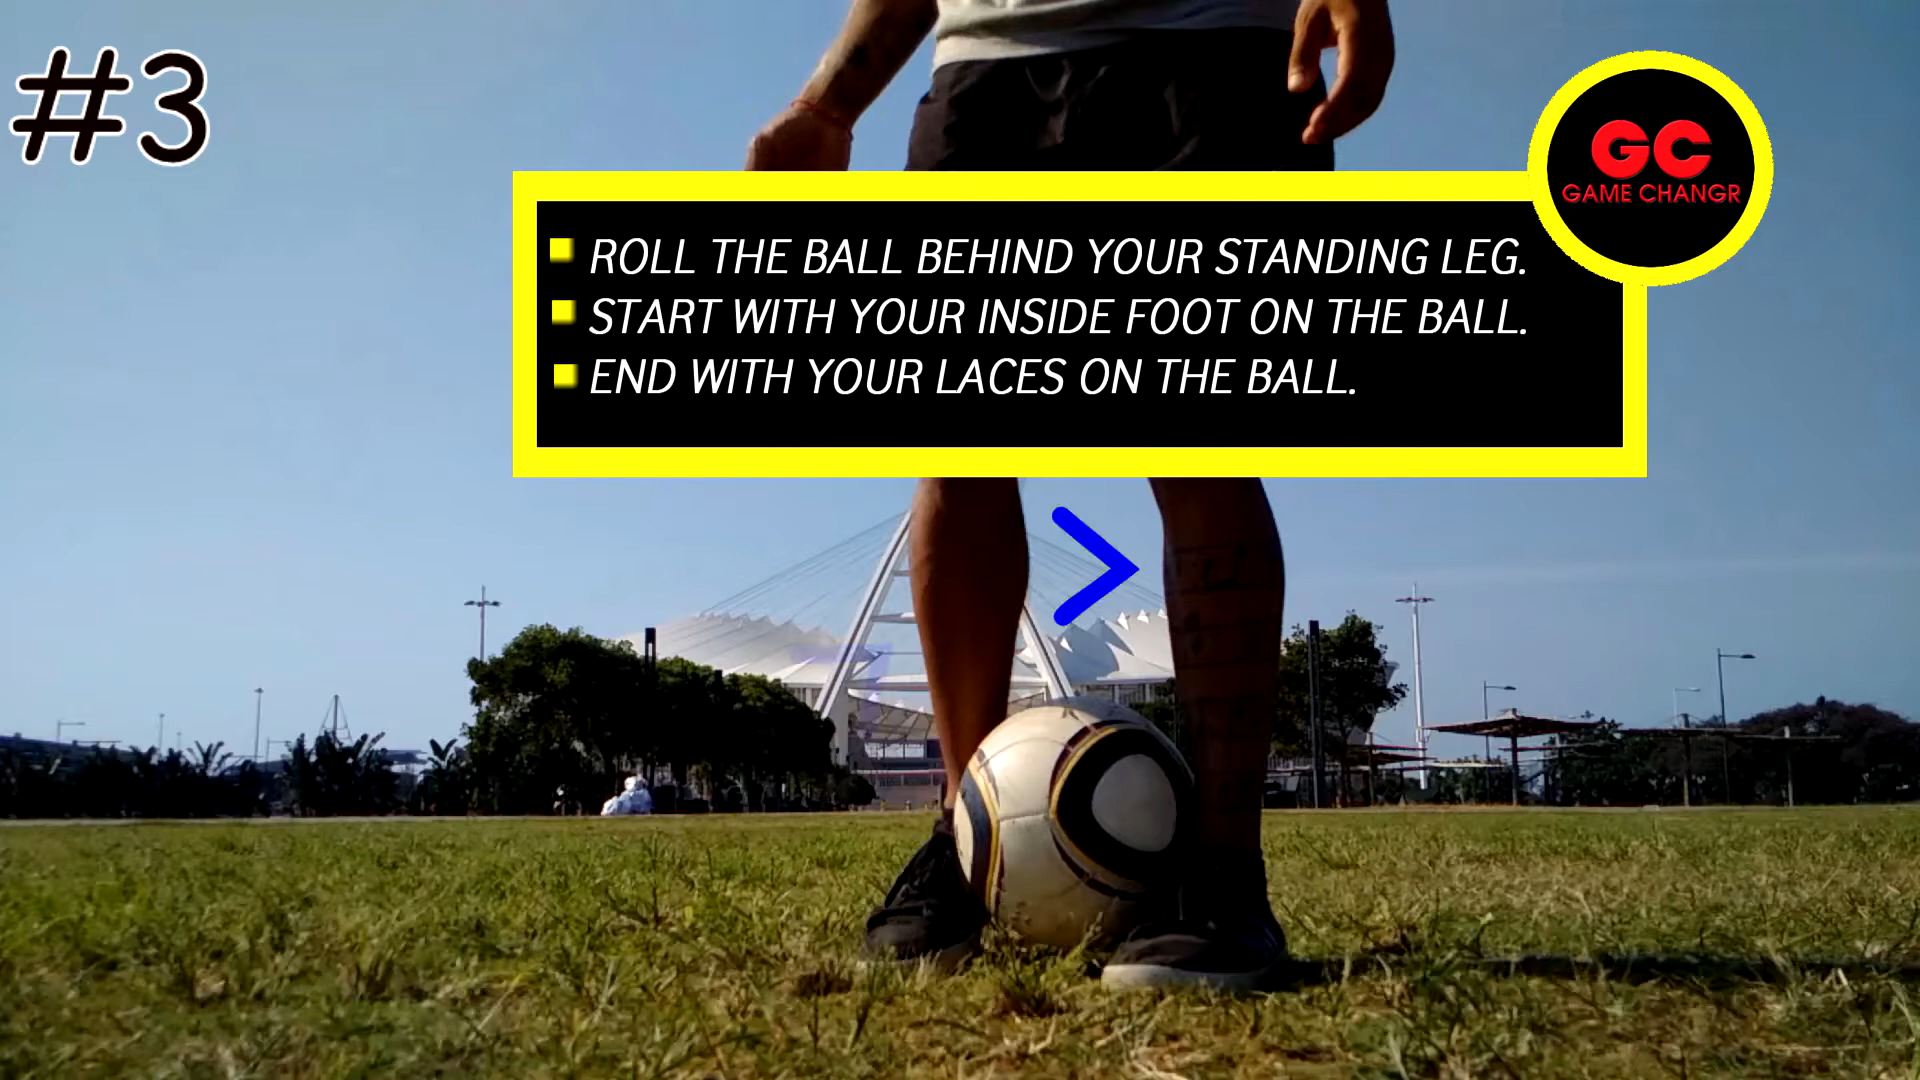 #3
GC
GAME CHANGR
ROLL THE BALL BEHIND YOUR STANDING LEG.
START WITH YOUR INSIDE FOOT ON THE BALL.
END WITH YOUR LACES ON THE BALL.